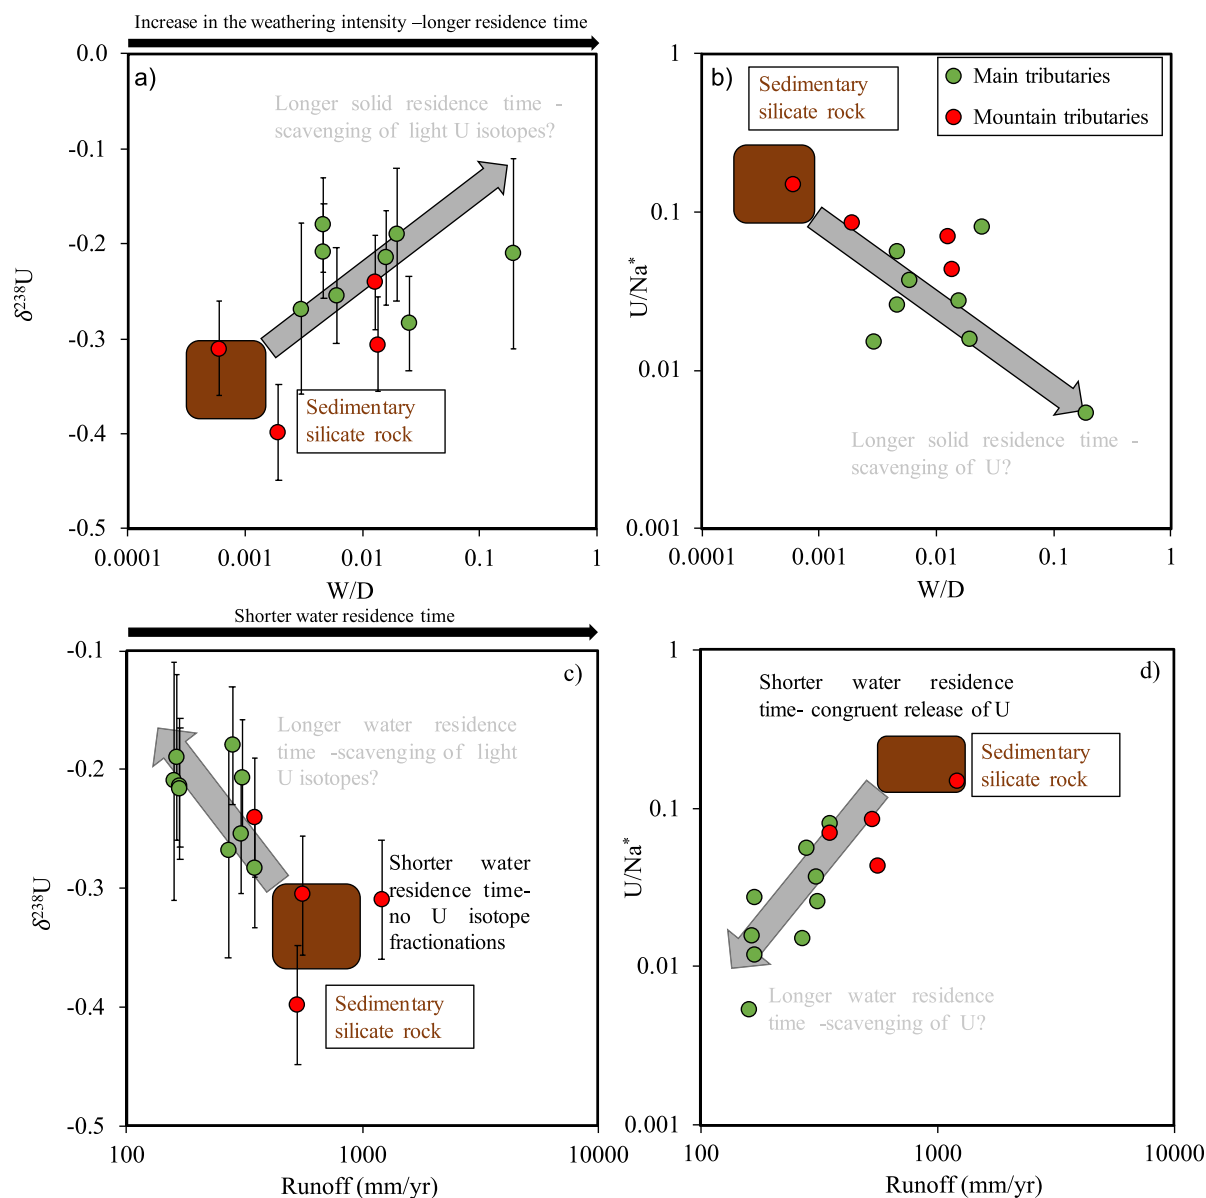 Increase in the weathering intensity –longer residence time
a)
0.0
-0.1
-0.2
-0.3
-0.4
-0.5
δ²³⁸U
Longer solid residence time -
scavenging of light U isotopes?
Sedimentary
silicate rock
0.0001
0.001
0.01
0.1
1
W/D
b)
1
0.1
0.01
0.001
U/Na*
Sedimentary
silicate rock
Main tributaries
Mountain tributaries
Longer solid residence time -
scavenging of U?
0.0001
0.001
0.01
0.1
1
W/D
Shorter water residence time
c)
-0.1
-0.2
-0.3
-0.4
-0.5
δ²³⁸U
Longer water residence
time -scavenging of light
U isotopes?
Shorter water
residence time-
no U isotope
fractionations
Sedimentary
silicate rock
100
1000
10000
Runoff (mm/yr)
d)
1
0.1
0.01
0.001
U/Na*
Shorter water residence
time- congruent release of U
Sedimentary
silicate rock
Longer water residence
time -scavenging of U?
100
1000
10000
Runoff (mm/yr)